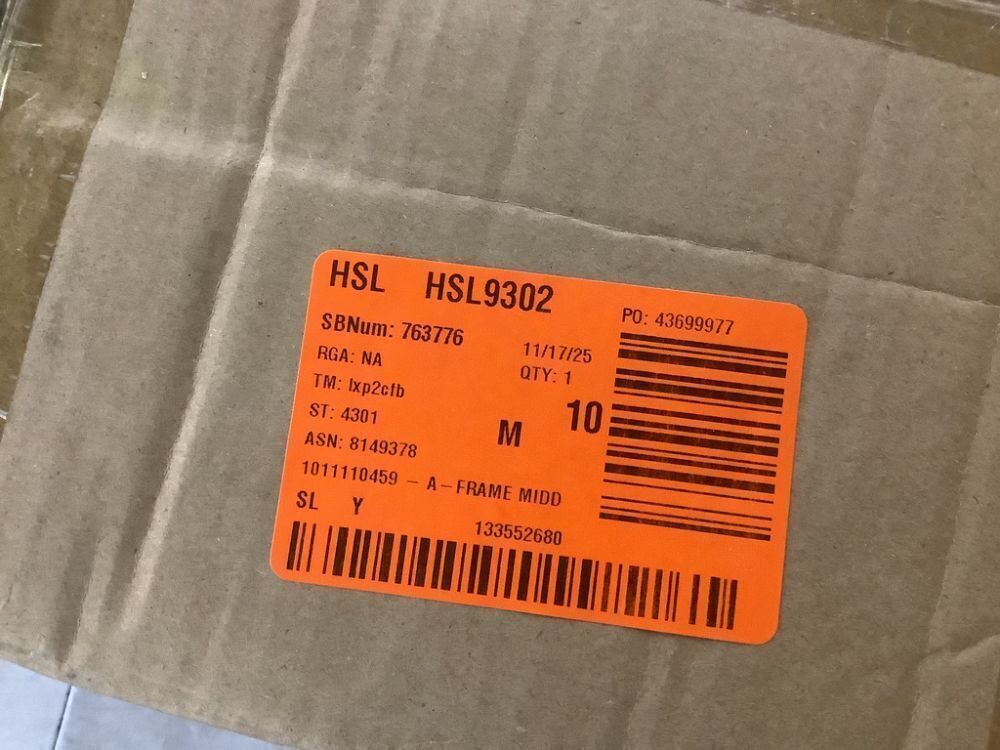 HSL HSL9302
PO: 43699977
SBNum: 763776
11/17/25
RGA: NA
QTY: 1
TM: lxp2cfb
ST: 4301
M 10
ASN: 8149378
1011110459 – A–FRAME MIDD
SL Y
133552680